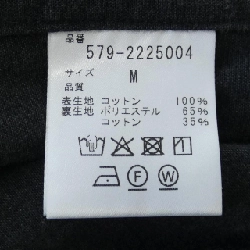 品番
579-2225004
サイズ M
品質
表生地 コットン 100%
裏生地 ポリエステル 65%
コットン 35%
F W